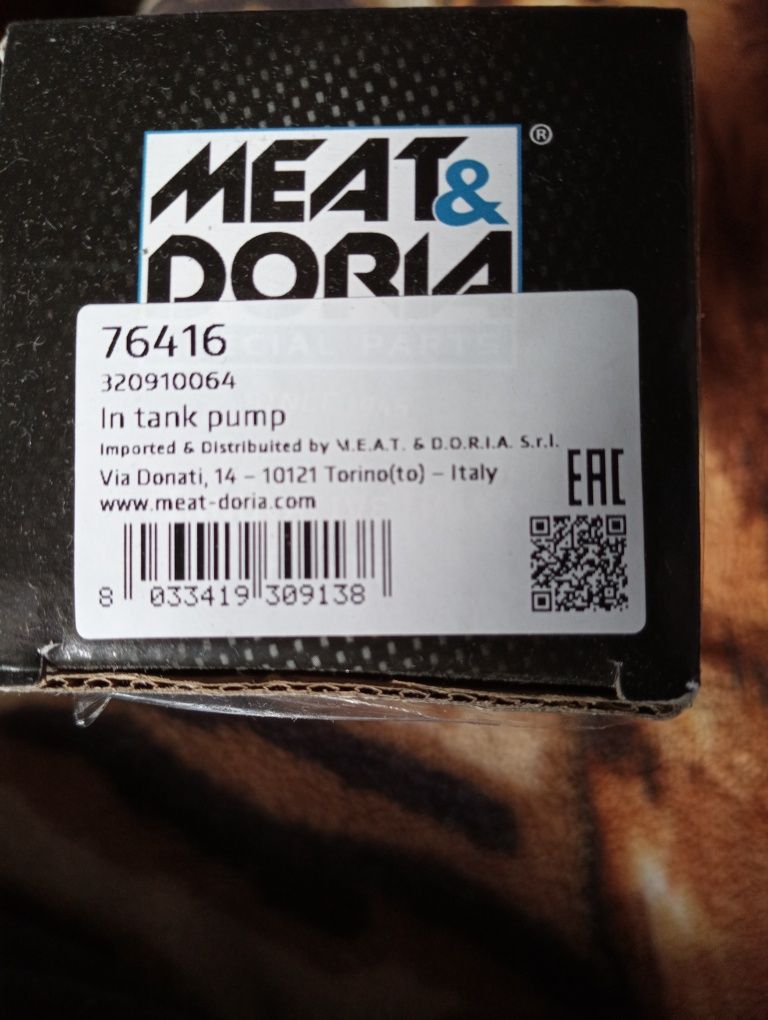 MEAT&
®
DORIA
76416
320910064
In tank pump
Imported & Distribuited by M.E.A.T. & D.O.R.I.A. S.r.l.
Via Donati, 14 – 10121 Torino(to) – Italy
www.meat-doria.com
EAC
8 033419 309138